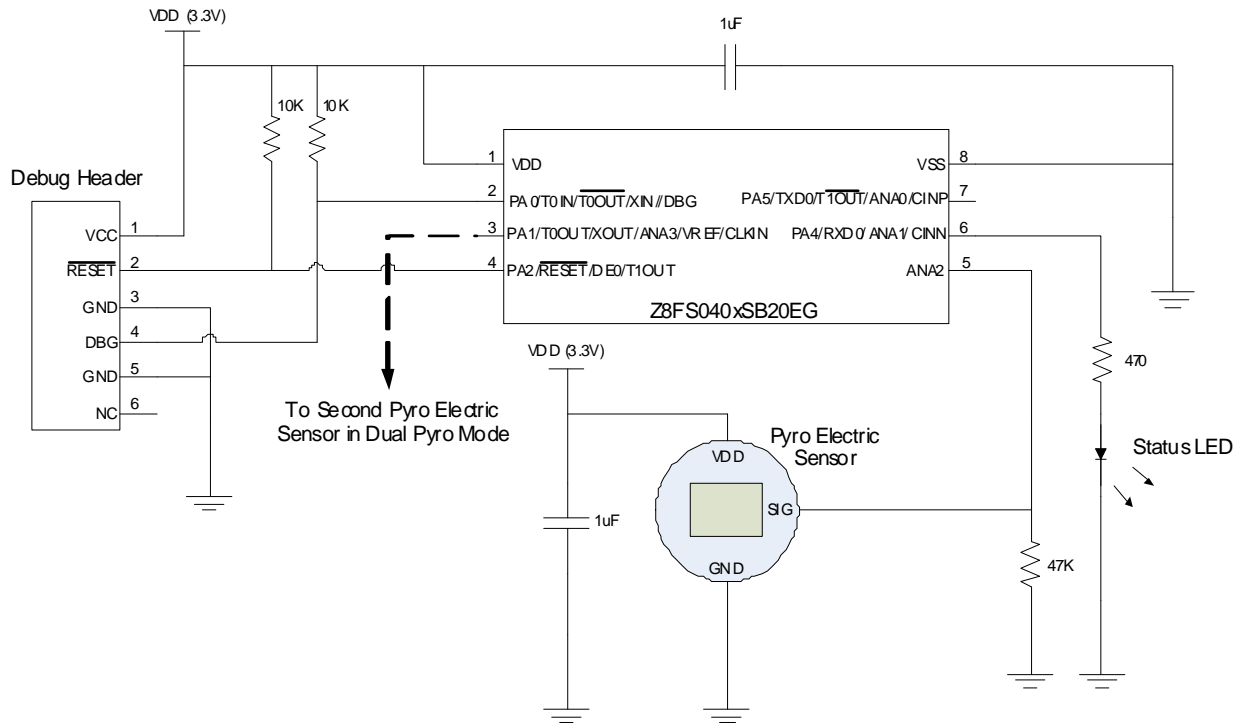 VDD (3.3V)
1uF
10K
10K
Debug Header
VCC
1
RESET
2
GND
3
DBG
4
GND
5
NC
6
1
VDD
2
PA0/T0IN/T0OUT/XIN//DBG
3
PA1/T0OUT/XOUT/ANA3/VREF/CLKIN
4
PA2/RESET/DE0/T1OUT
VSS
8
PA5/TXD0/T1OUT/ANA0/CINP
7
PA4/RXD0/ANA1/CINN
6
ANA2
5
Z8FS040xSB20EG
To Second Pyro Electric
Sensor in Dual Pyro Mode
VDD (3.3V)
1uF
Pyro Electric
Sensor
VDD
SIG
GND
47K
470
Status LED